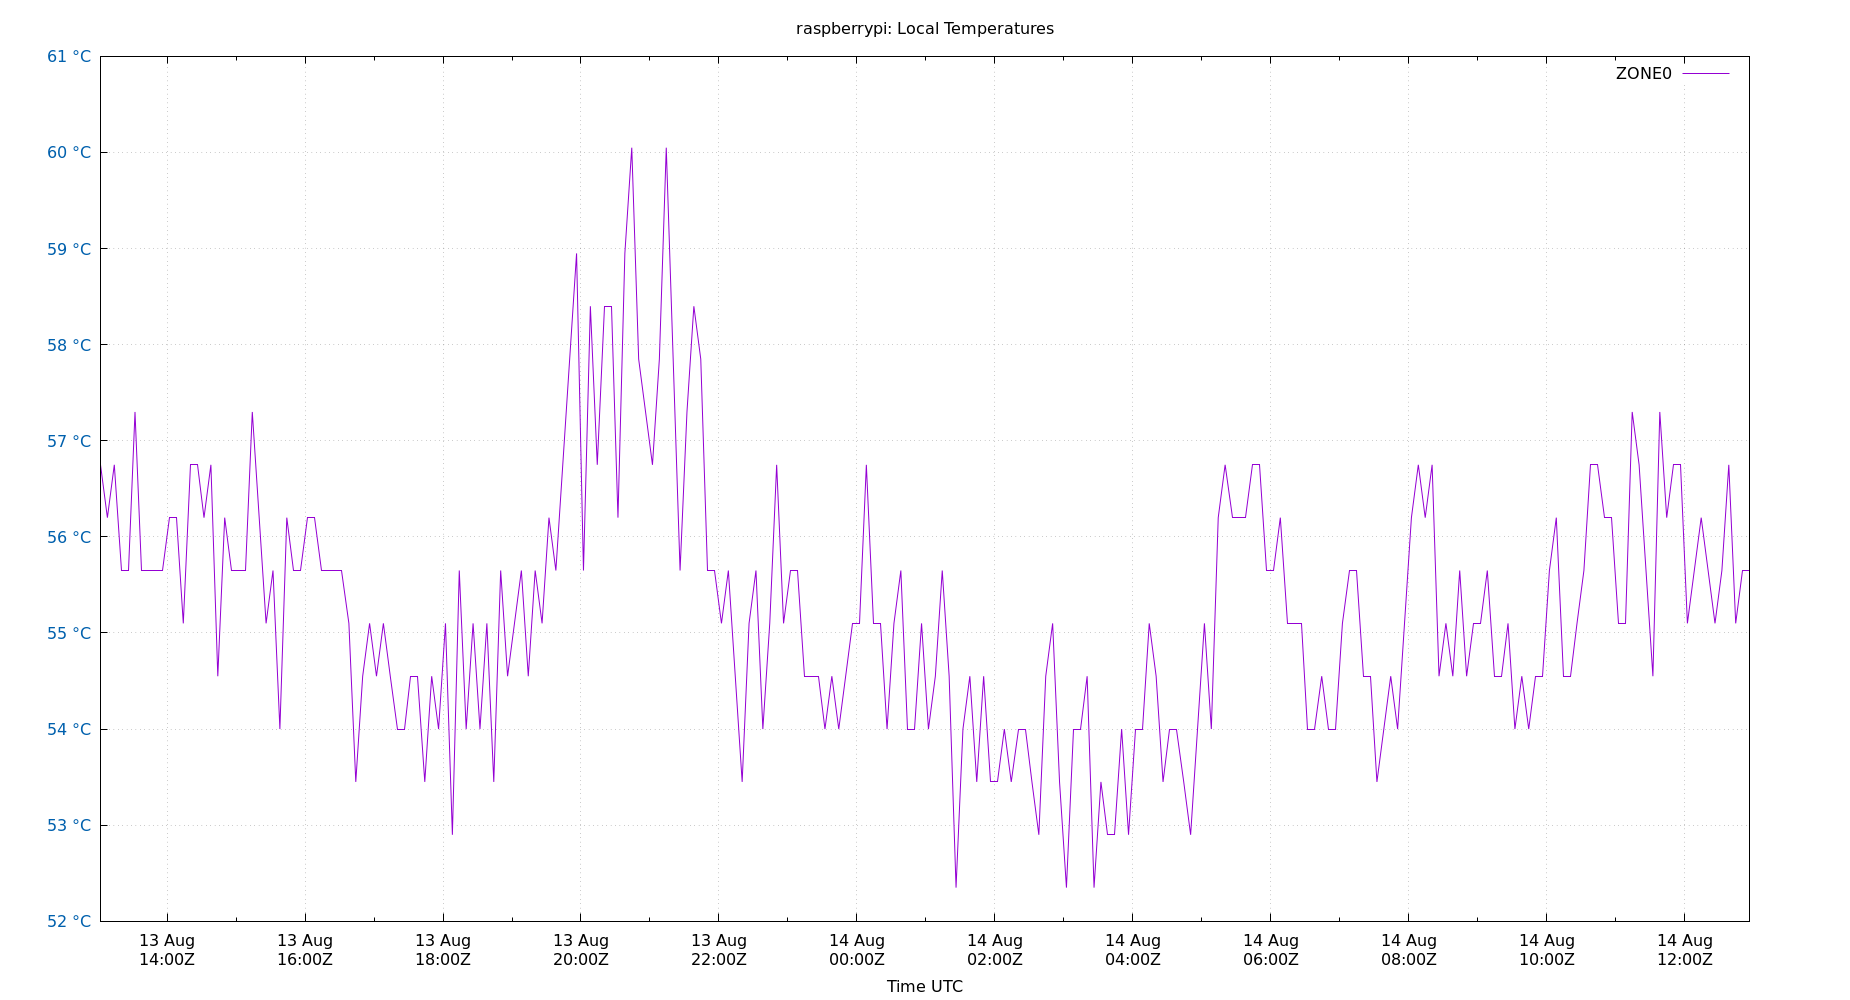 raspberrypi: Local Temperatures
61 °C
ZONE0
60 °C
59 °C
58 °C
57 °C
56 °C
55 °C
54 °C
53 °C
52 °C
13 Aug 13 Aug 13 Aug 13 Aug 13 Aug 14 Aug 14 Aug 14 Aug 14 Aug 14 Aug 14 Aug 14 Aug
14:00Z 16:00Z 18:00Z 20:00Z 22:00Z 00:00Z 02:00Z 04:00Z 06:00Z 08:00Z 10:00Z 12:00Z
Time UTC